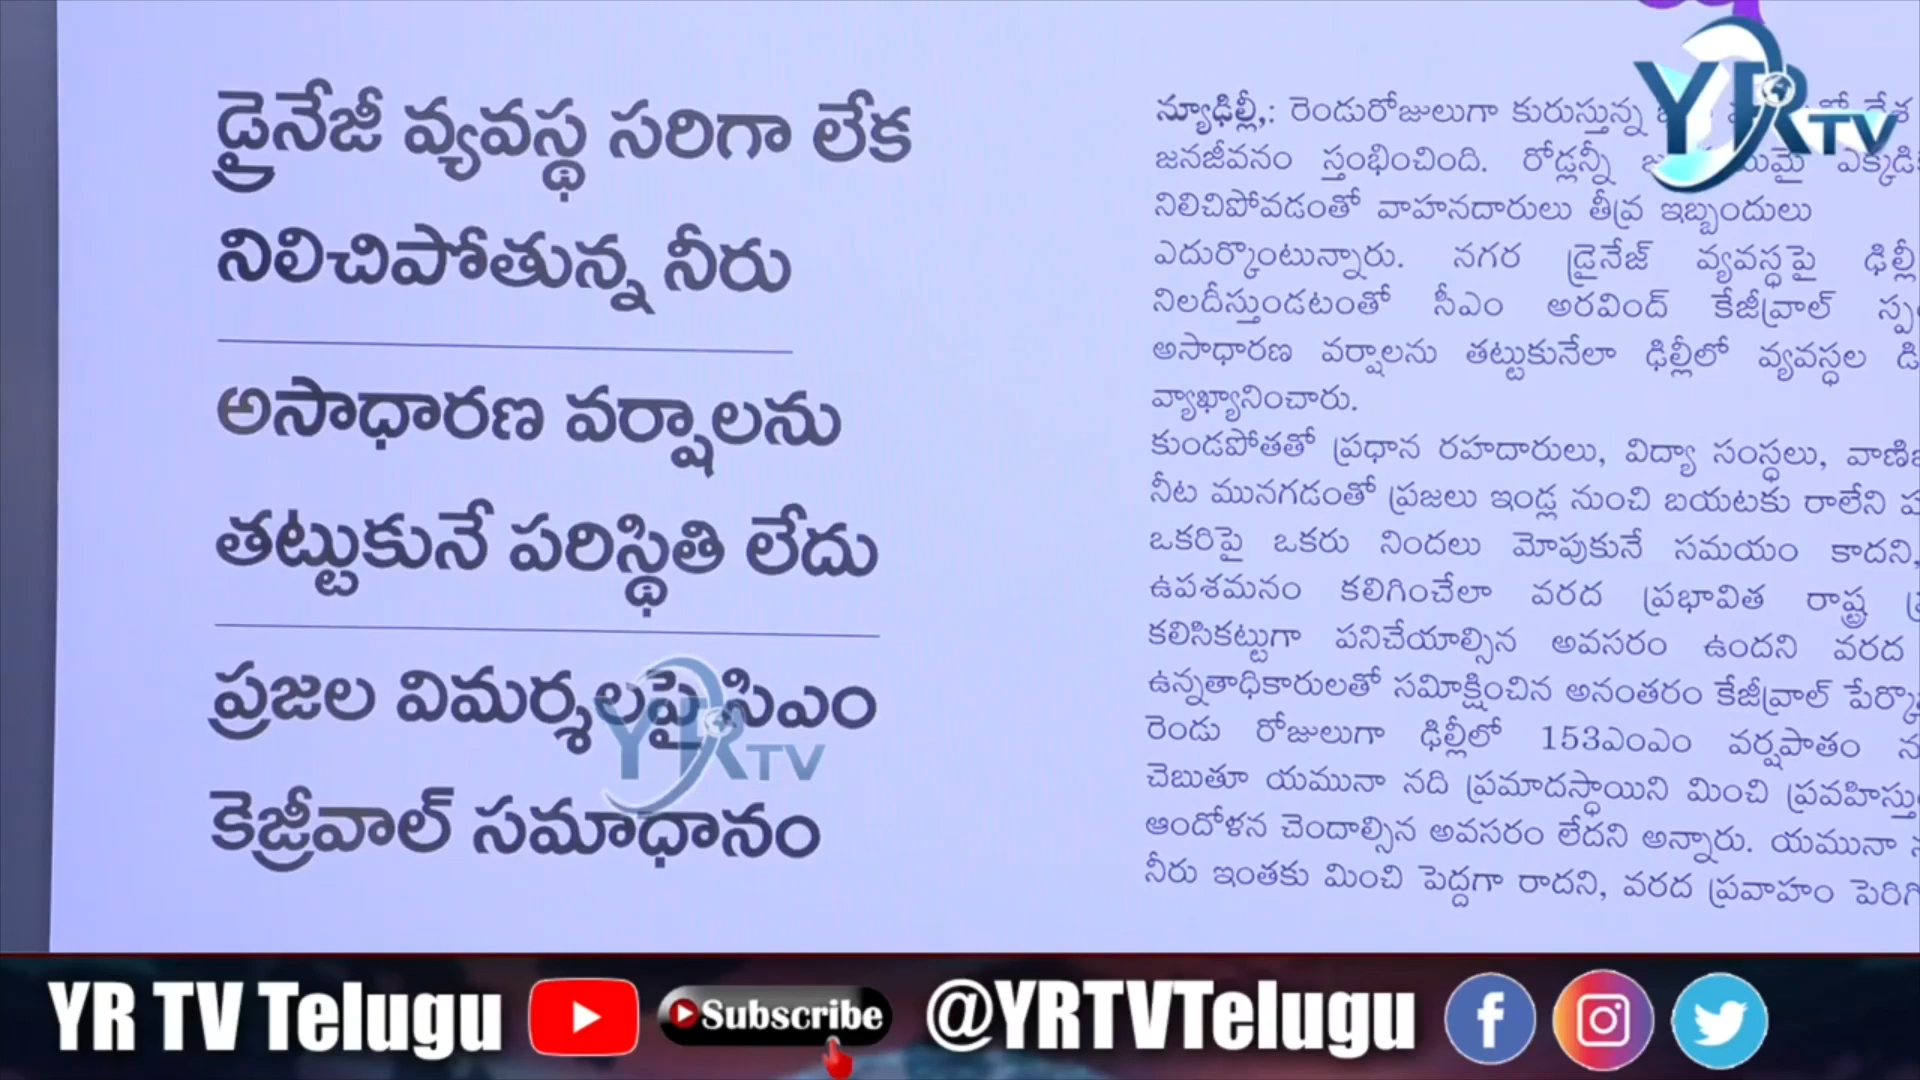 డ్రైనేజీ వ్యవస్థ సరిగా లేక
నిలిచిపోతున్న నీరు
అసాధారణ వర్షాలను
తట్టుకునే పరిస్థితి లేదు
ప్రజల విమర్శలపై సిఎం
కెజ్రీవాల్ సమాధానం
న్యూఢిల్లీ,: రెండురోజులుగా కురుస్తున్న
జనజీవనం స్తంభించింది. రోడ్లన్నీ
నిలిచిపోవడంతో వాహనదారులు తీవ్ర ఇబ్బందులు
ఎదుర్కొంటున్నారు. నగర డ్రైనేజ్ వ్యవస్థపై
నిలదీస్తుండటంతో సీఎం అరవింద్ కేజ్రీవాల్
అసాధారణ వర్షాలను తట్టుకునేలా ఢిల్లీలో వ్యవస్థల
వ్యాఖ్యానించారు.
కుండపోతతో ప్రధాన రహదారులు, విద్యా సంస్థలు,
నీట మునగడంతో ప్రజలు ఇండ్ల నుంచి బయటకు రాలేని
ఒకరిపై ఒకరు నిందలు మోపుకునే సమయం కాదని,
ఉపశమనం కలిగించేలా వరద ప్రభావిత రాష్ట్ర
కలిసికట్టుగా పనిచేయాల్సిన అవసరం ఉందని వరద
ఉన్నతాధికారులతో సమీక్షించిన అనంతరం కేజ్రీవాల్
రెండు రోజులుగా ఢిల్లీలో 153ఎంఎం వర్షపాతం
చెబుతూ యమునా నది ప్రమాదస్థాయిని మించి
ఆందోళన చెందాల్సిన అవసరం లేదని అన్నారు. యమునా
నీరు ఇంతకు మించి పెద్దగా రాదని, వరద ప్రవాహం
YR TV
YR TV
YR TV Telugu Subscribe @YRTVTelugu